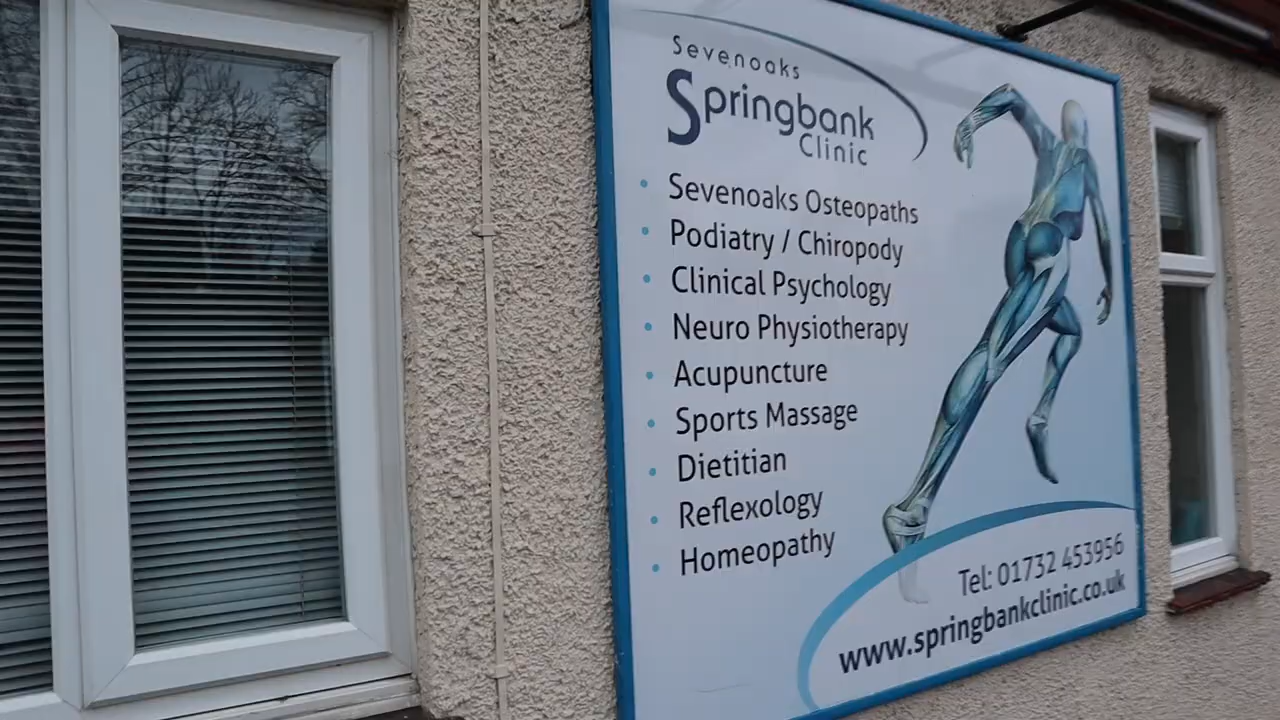 Sevenoaks
Springbank
Clinic
• Sevenoaks Osteopaths
• Podiatry / Chiropody
• Clinical Psychology
• Neuro Physiotherapy
• Acupuncture
• Sports Massage
• Dietitian
• Reflexology
• Homeopathy
Tel: 01732 453956
www.springbankclinic.co.uk